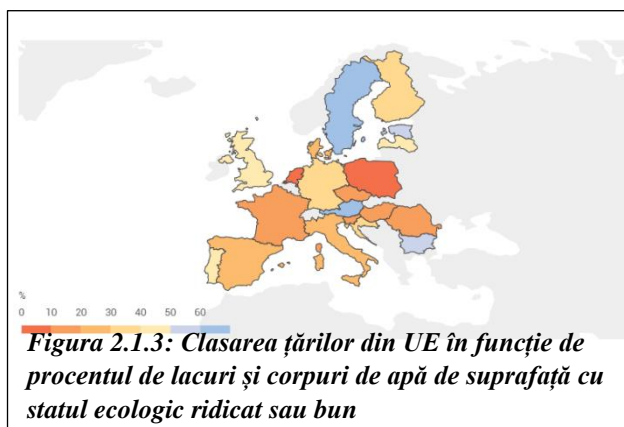 %
0 10 20 30 40 50 60
Figura 2.1.3: Clasarea țărilor din UE în funcție de
procentul de lacuri și corpuri de apă de suprafață cu
statul ecologic ridicat sau bun